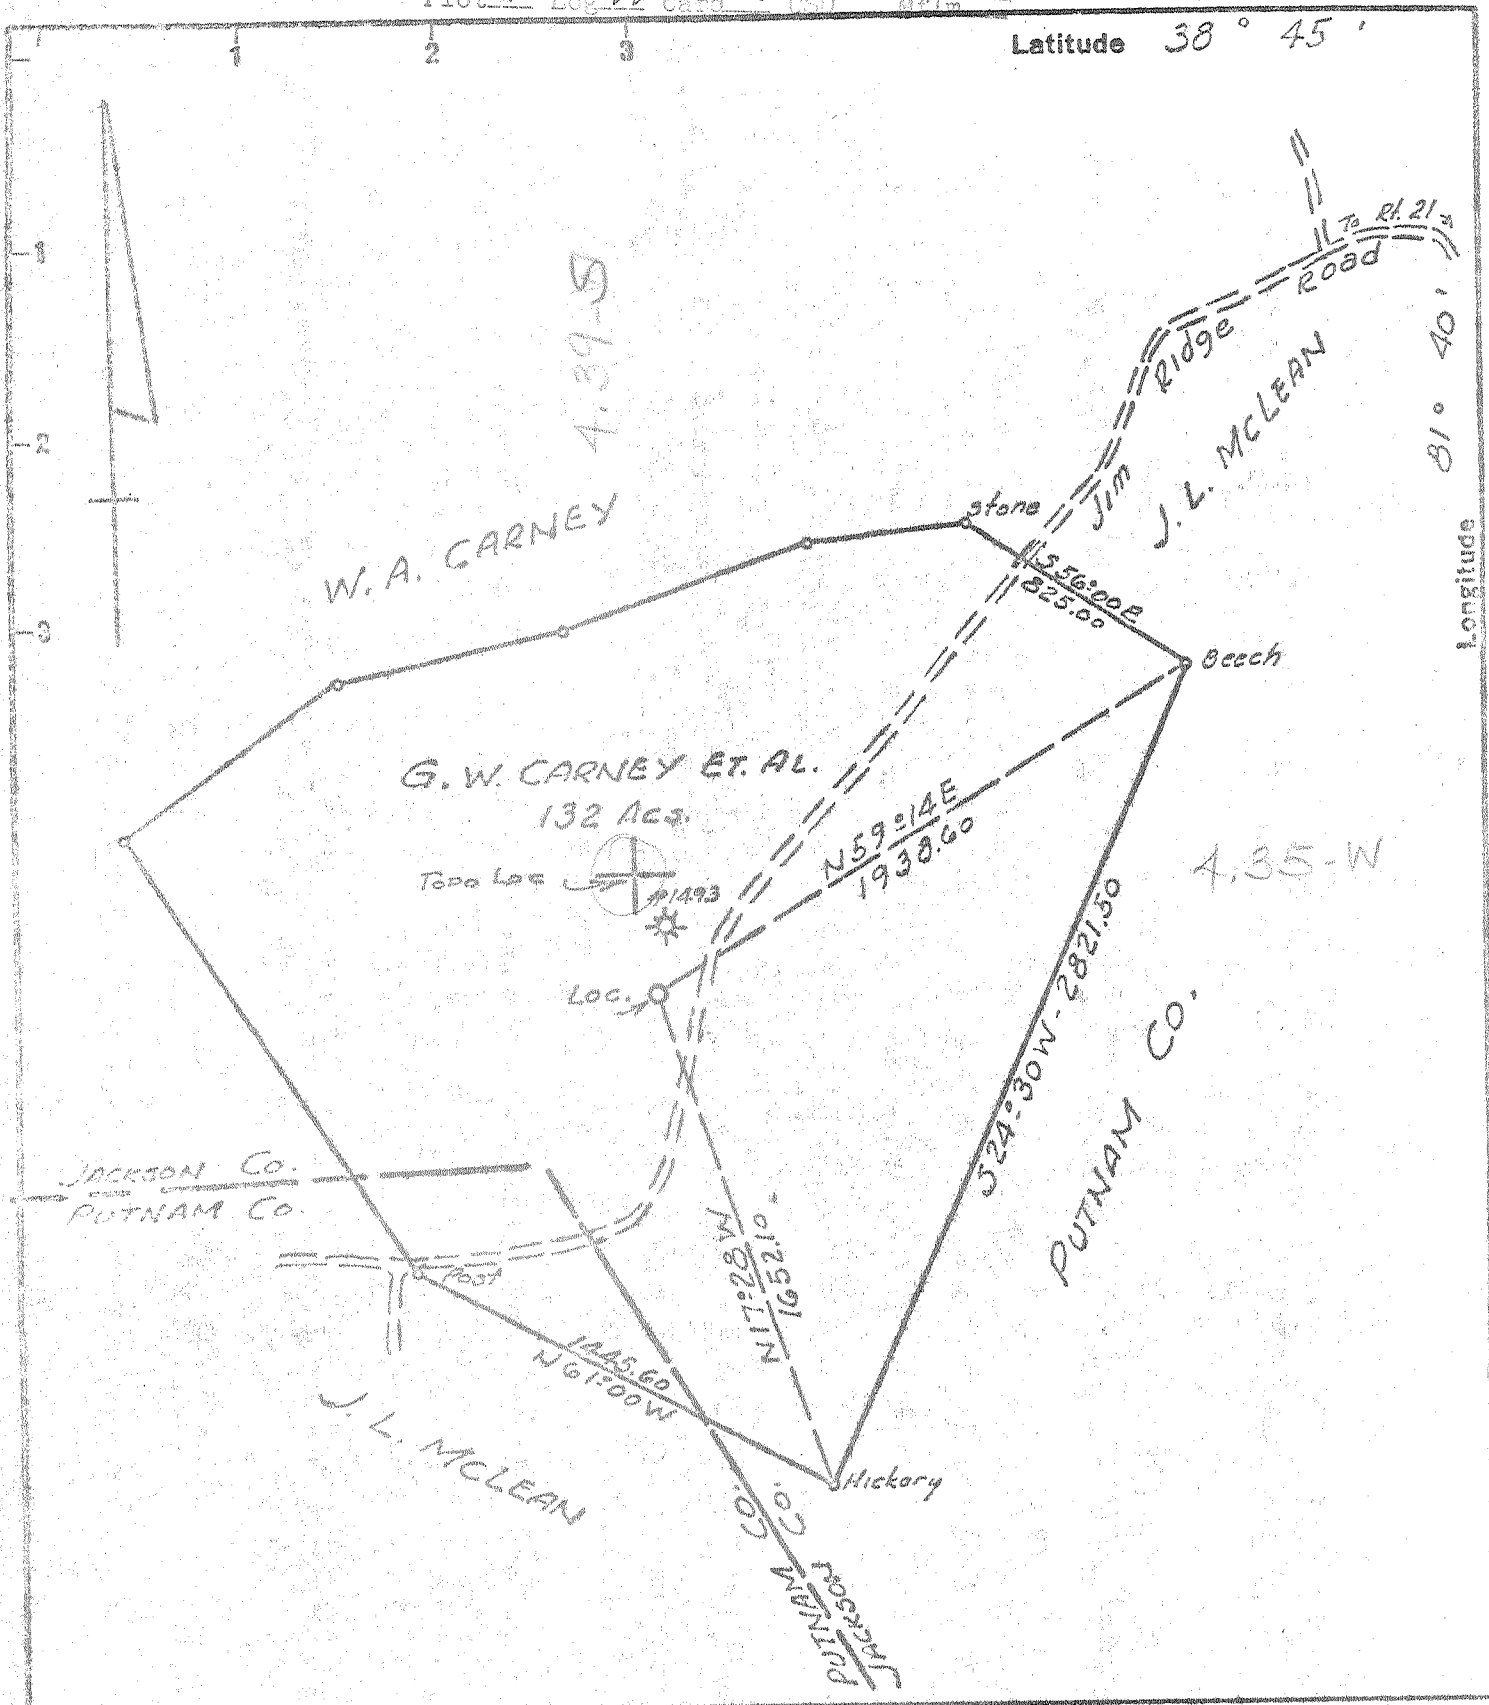 Latitude 38° 45'
1 2 3
1
2
3
To Rt. 21
Jim Ridge Road
81° 40'
Longitude
4.39-S
J. L. MCLEAN
W. A. CARNEY
Stone
S56°00E
825.00
Beech
G. W. CARNEY ET. AL.
132 Acs.
Topo Loc
#1493
N59°14E
1938.60
4.35-W
Loc.
S24°30W - 2821.50
PUTNAM CO.
JACKSON Co.
PUTNAM Co.
Post
N17°28W
1652.10
1445.60
N61°00W
J. L. MCLEAN
Hickory
PUTNAM CO.
JACKSON CO.